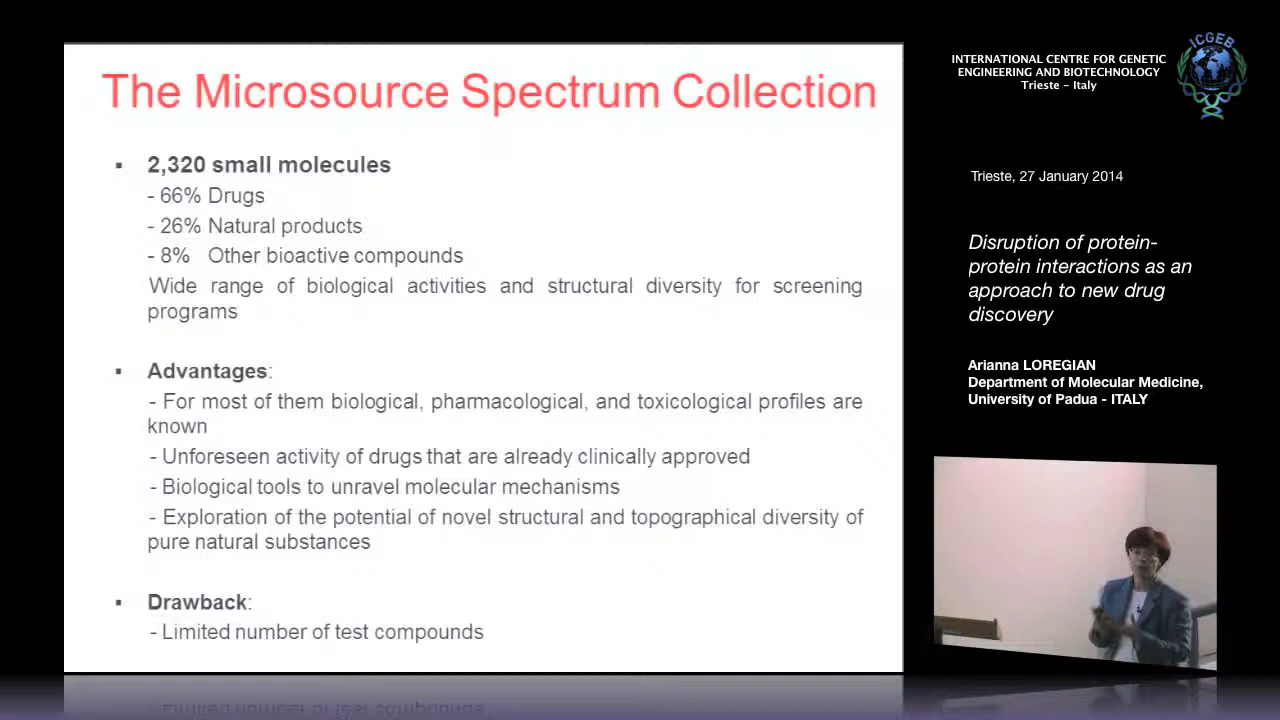 The Microsource Spectrum Collection
▪ 2,320 small molecules
- 66% Drugs
- 26% Natural products
- 8% Other bioactive compounds
Wide range of biological activities and structural diversity for screening
programs
▪ Advantages:
- For most of them biological, pharmacological, and toxicological profiles are
known
- Unforeseen activity of drugs that are already clinically approved
- Biological tools to unravel molecular mechanisms
- Exploration of the potential of novel structural and topographical diversity of
pure natural substances
▪ Drawback:
- Limited number of test compounds
INTERNATIONAL CENTRE FOR GENETIC
ENGINEERING AND BIOTECHNOLOGY
Trieste - Italy
ICGEB
Trieste, 27 January 2014
Disruption of protein-
protein interactions as an
approach to new drug
discovery
Arianna LOREGIAN
Department of Molecular Medicine,
University of Padua - ITALY